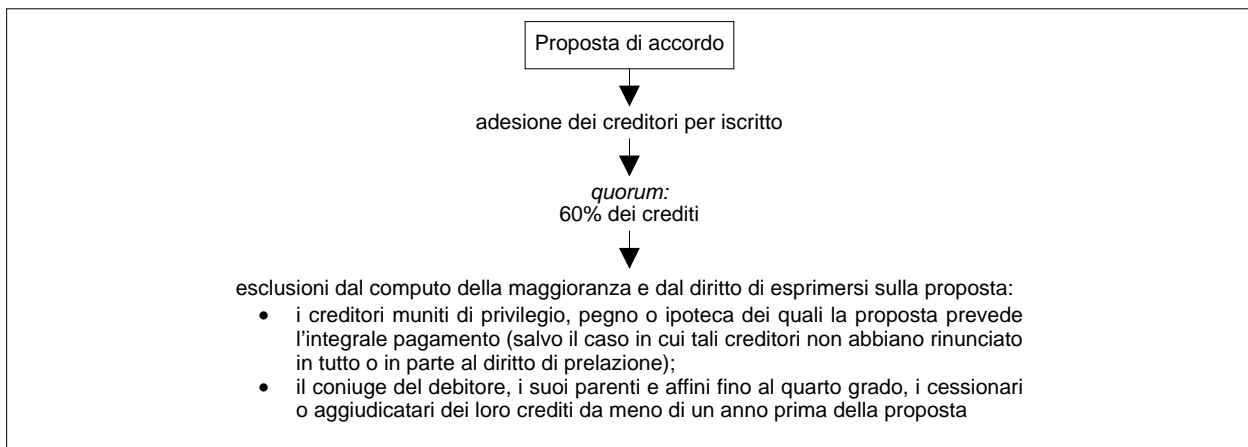 Proposta di accordo
adesione dei creditori per iscritto
quorum:
60% dei crediti
esclusioni dal computo della maggioranza e dal diritto di esprimersi sulla proposta:
• i creditori muniti di privilegio, pegno o ipoteca dei quali la proposta prevede
l'integrale pagamento (salvo il caso in cui tali creditori non abbiano rinunciato
in tutto o in parte al diritto di prelazione);
• il coniuge del debitore, i suoi parenti e affini fino al quarto grado, i cessionari
o aggiudicatari dei loro crediti da meno di un anno prima della proposta